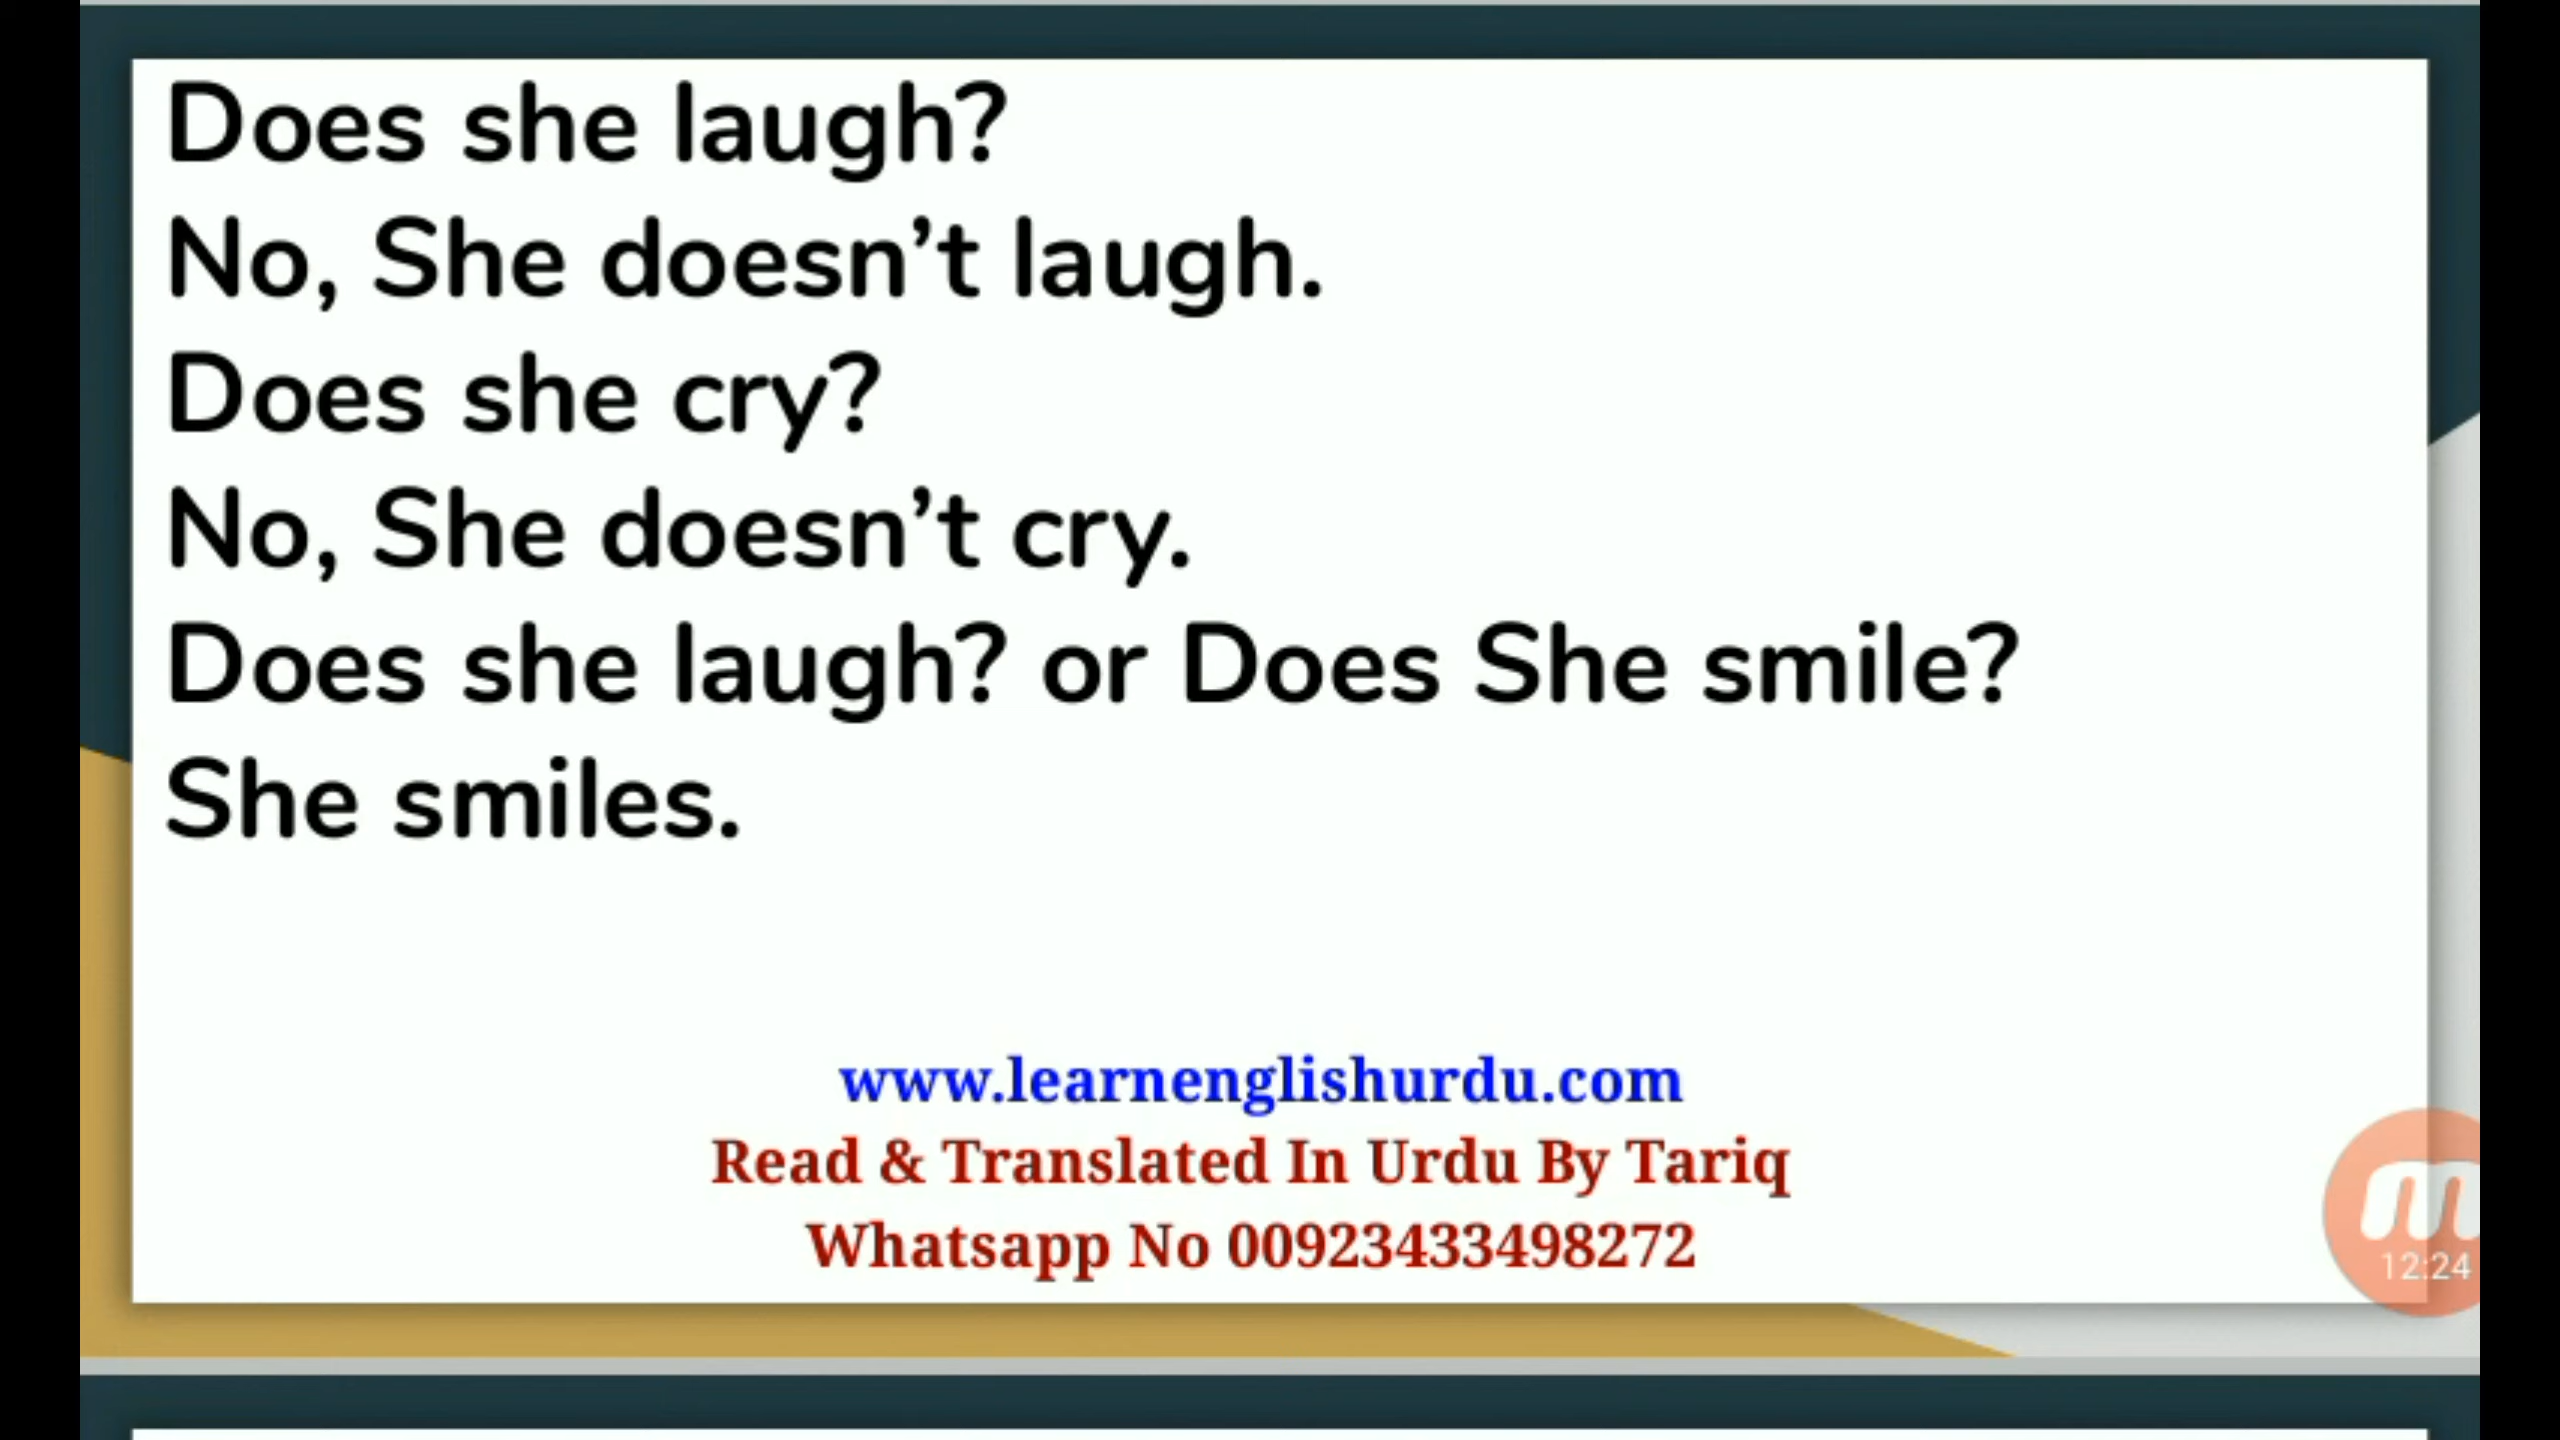 Does she laugh?
No, She doesn’t laugh.
Does she cry?
No, She doesn’t cry.
Does she laugh? or Does She smile?
She smiles.
www.learnenglishurdu.com
Read & Translated In Urdu By Tariq
Whatsapp No 00923433498272
m
12:24